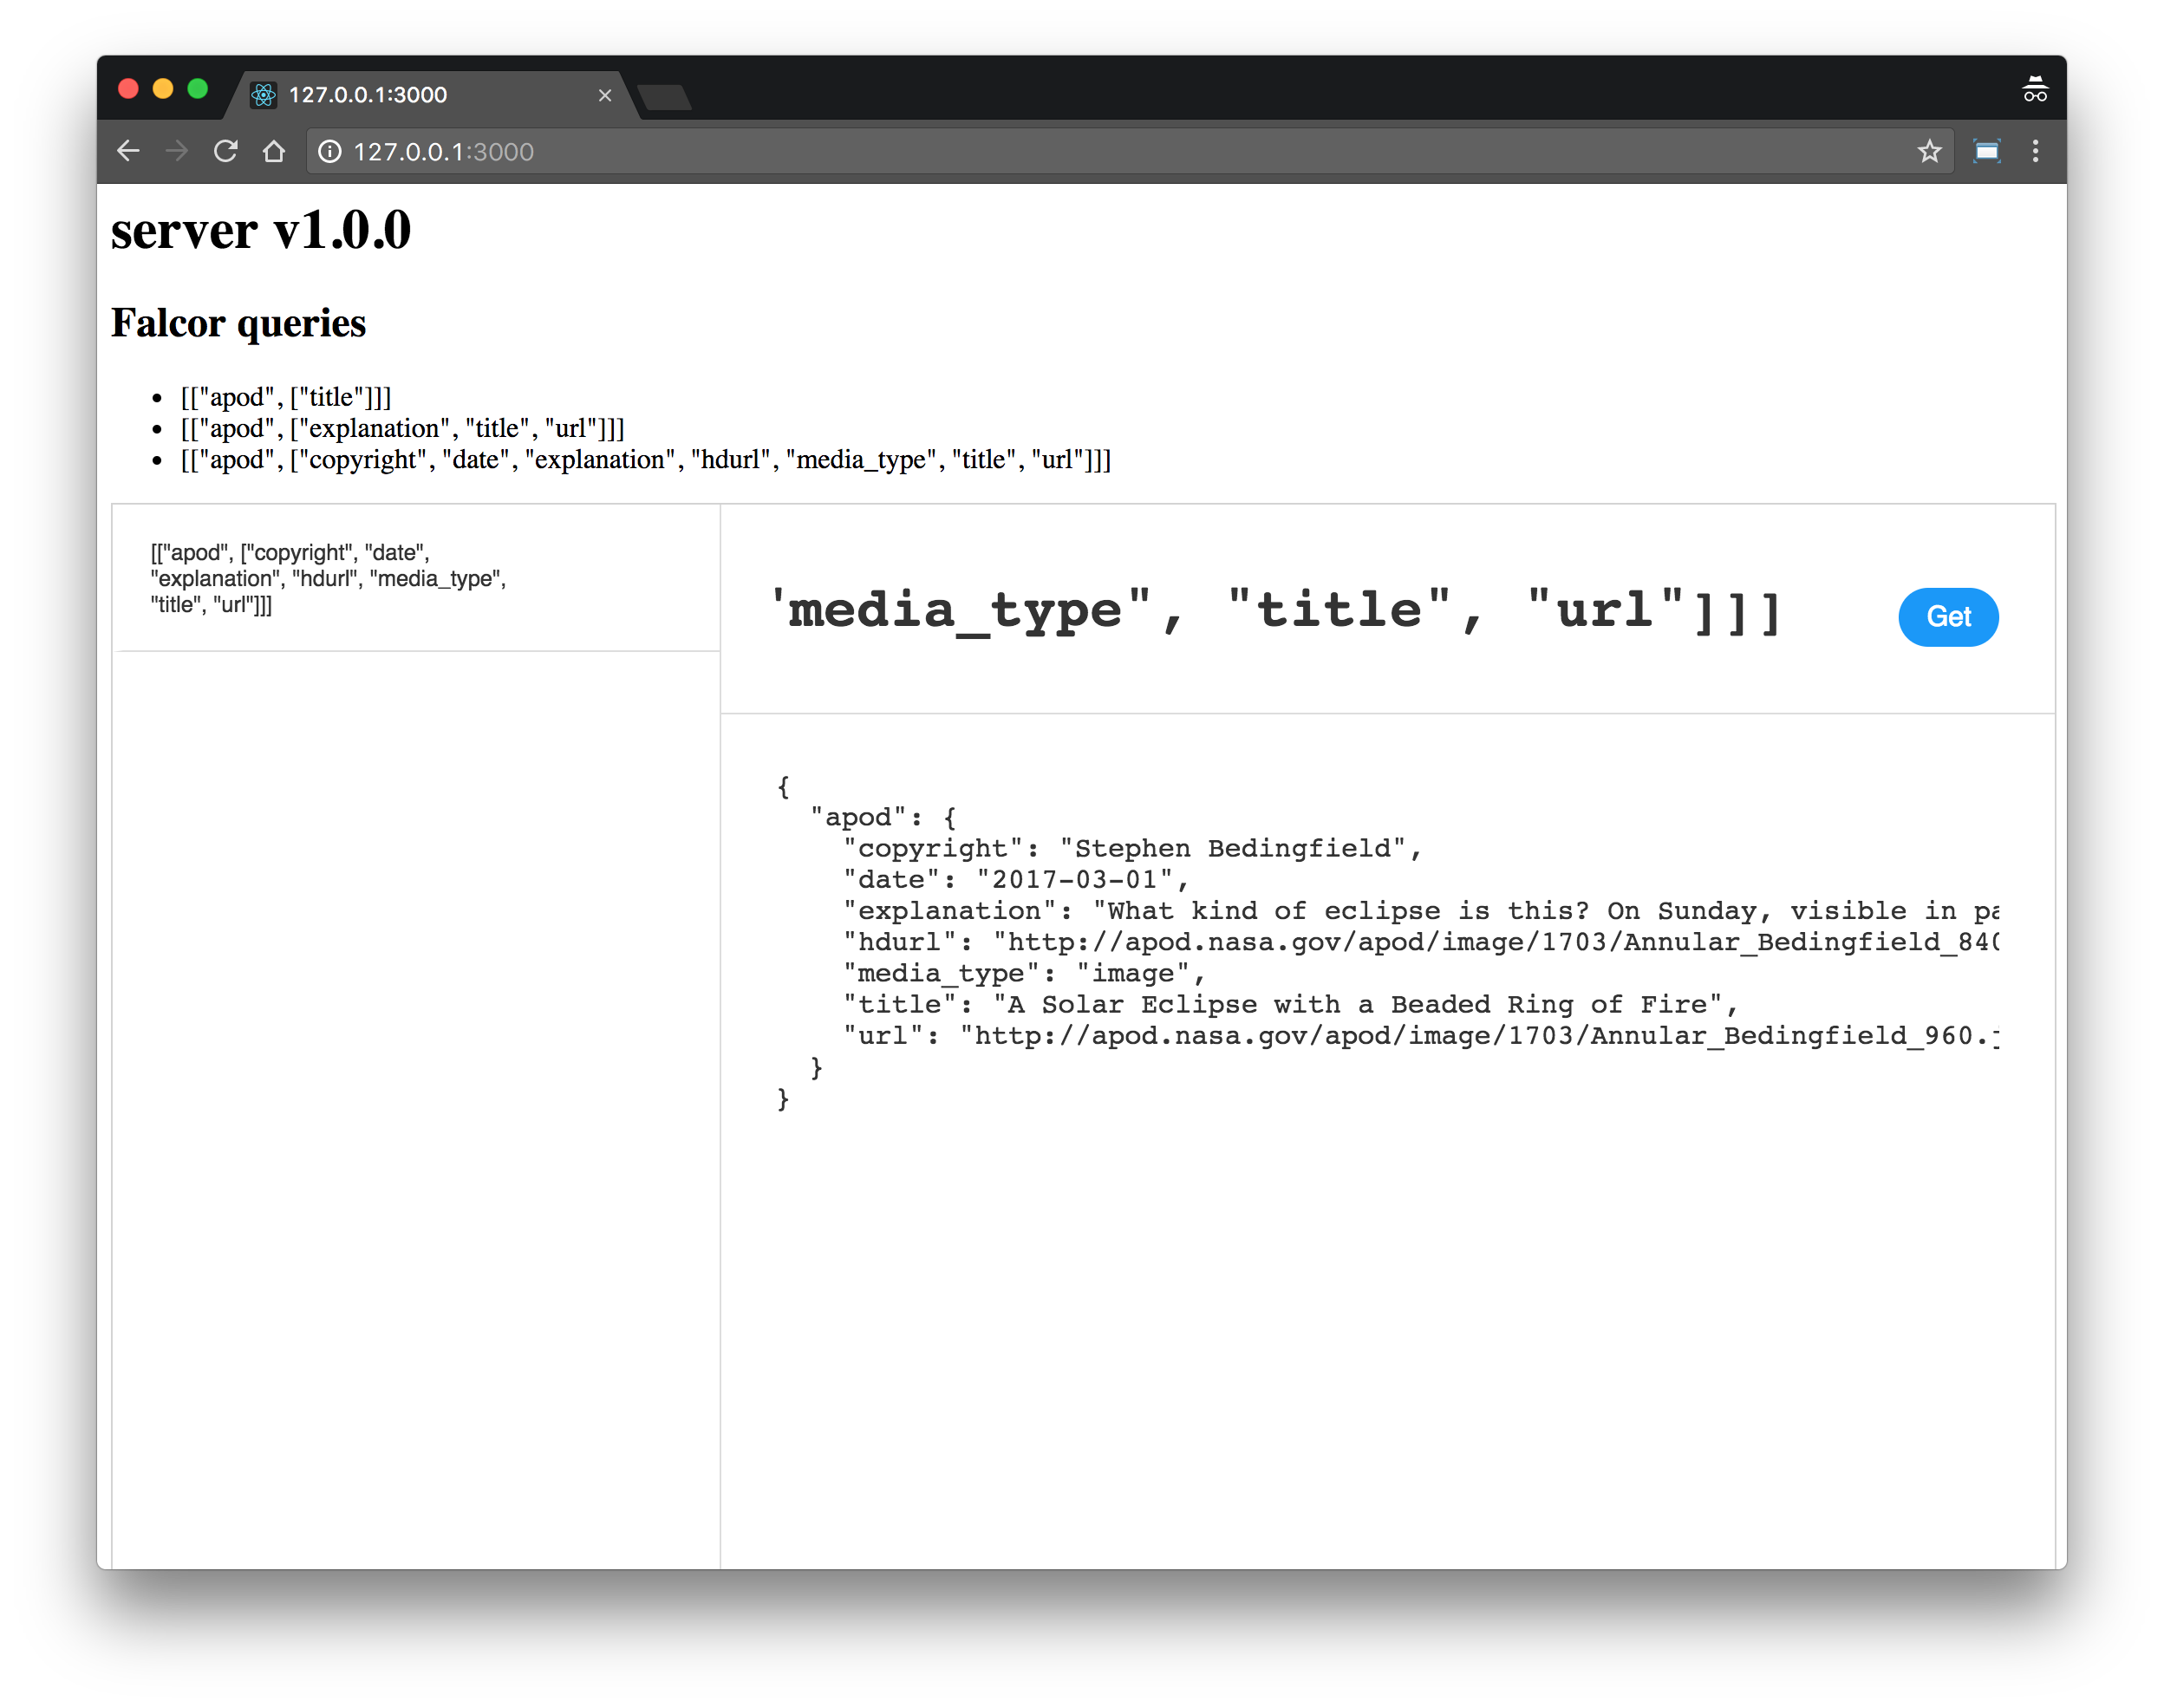 127.0.0.1:3000
127.0.0.1:3000
server v1.0.0
Falcor queries
[["apod", ["title"]]]
[["apod", ["explanation", "title", "url"]]]
[["apod", ["copyright", "date", "explanation", "hdurl", "media_type", "title", "url"]]]
[["apod", ["copyright", "date",
"explanation", "hdurl", "media_type",
"title", "url"]]]
"media_type", "title", "url"]]]
Get
{
"apod": {
"copyright": "Stephen Bedingfield",
"date": "2017-03-01",
"explanation": "What kind of eclipse is this? On Sunday, visible in
"hdurl": "http://apod.nasa.gov/apod/image/1703/Annular_Bedingfield_840
"media_type": "image",
"title": "A Solar Eclipse with a Beaded Ring of Fire",
"url": "http://apod.nasa.gov/apod/image/1703/Annular_Bedingfield_960.
}
}